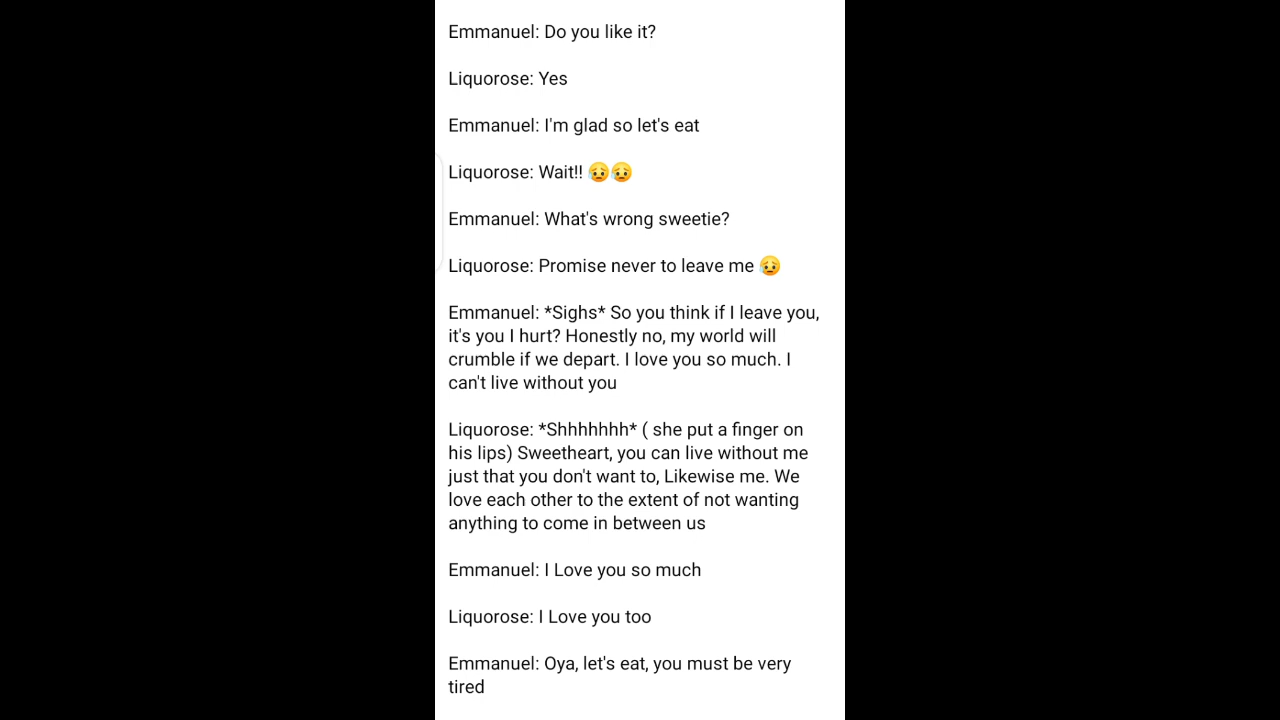 Emmanuel: Do you like it?
Liquorose: Yes
Emmanuel: I'm glad so let's eat
Liquorose: Wait!! 😥😥
Emmanuel: What's wrong sweetie?
Liquorose: Promise never to leave me 😥
Emmanuel: *Sighs* So you think if I leave you,
it's you I hurt? Honestly no, my world will
crumble if we depart. I love you so much. I
can't live without you
Liquorose: *Shhhhhhh* ( she put a finger on
his lips) Sweetheart, you can live without me
just that you don't want to, Likewise me. We
love each other to the extent of not wanting
anything to come in between us
Emmanuel: I Love you so much
Liquorose: I Love you too
Emmanuel: Oya, let's eat, you must be very
tired